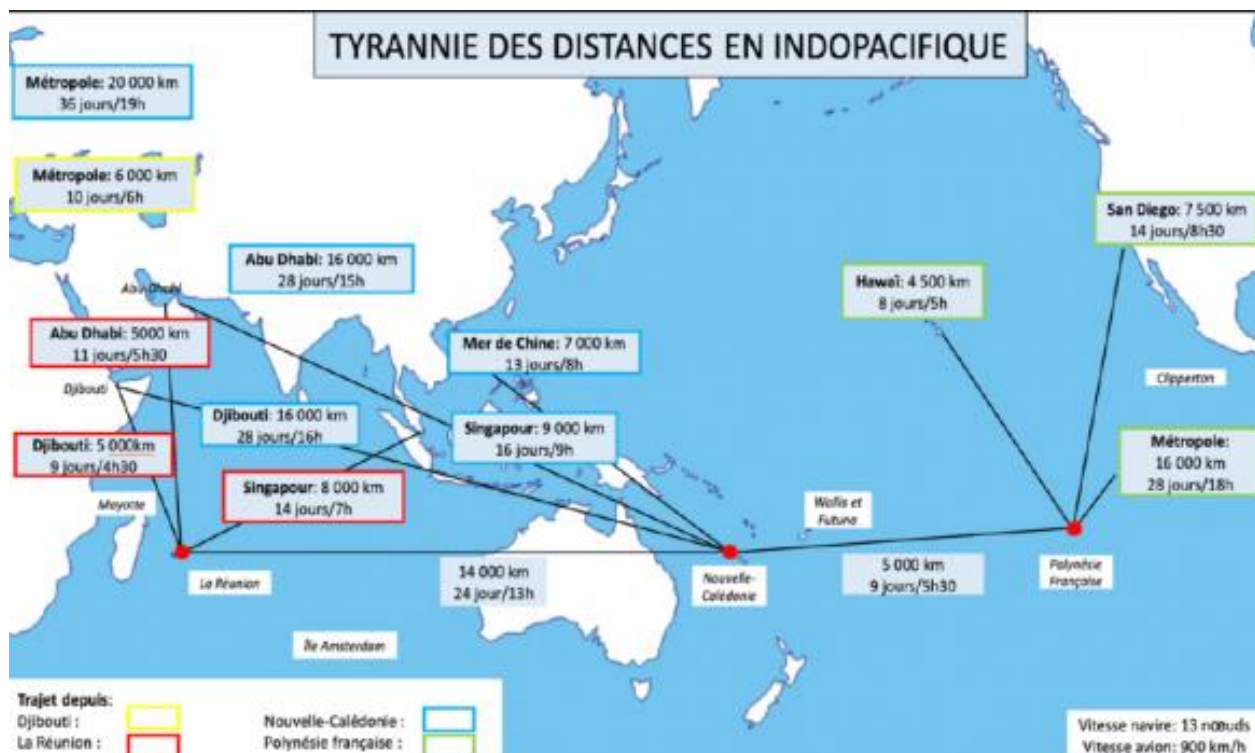 TYRANNIE DES DISTANCES EN INDOPACIFIQUE
Métropole: 20 000 km
36 jours/19h
Métropole: 6 000 km
10 jours/6h
San Diego: 7 500 km
14 jours/8h30
Abu Dhabi: 16 000 km
28 jours/15h
Hawaï: 4 500 km
8 jours/5h
Abu Dhabi
Abu Dhabi: 5000 km
11 jours/5h30
Mer de Chine: 7 000 km
13 jours/8h
Clipperton
Djibouti
Djibouti: 16 000 km
28 jours/16h
Singapour: 9 000 km
16 jours/9h
Djibouti: 5 000km
9 jours/4h30
Métropole:
16 000 km
28 jours/18h
Singapour: 8 000 km
14 jours/7h
Mayotte
Wallis et
Futuna
La Réunion
14 000 km
24 jour/13h
Nouvelle-
Calédonie
5 000 km
9 jours/5h30
Polynésie
Française
Île Amsterdam
Trajet depuis:
Djibouti :
La Réunion :
Nouvelle-Calédonie :
Polynésie française :
Vitesse navire: 13 nœuds
Vitesse avion: 900 km/h